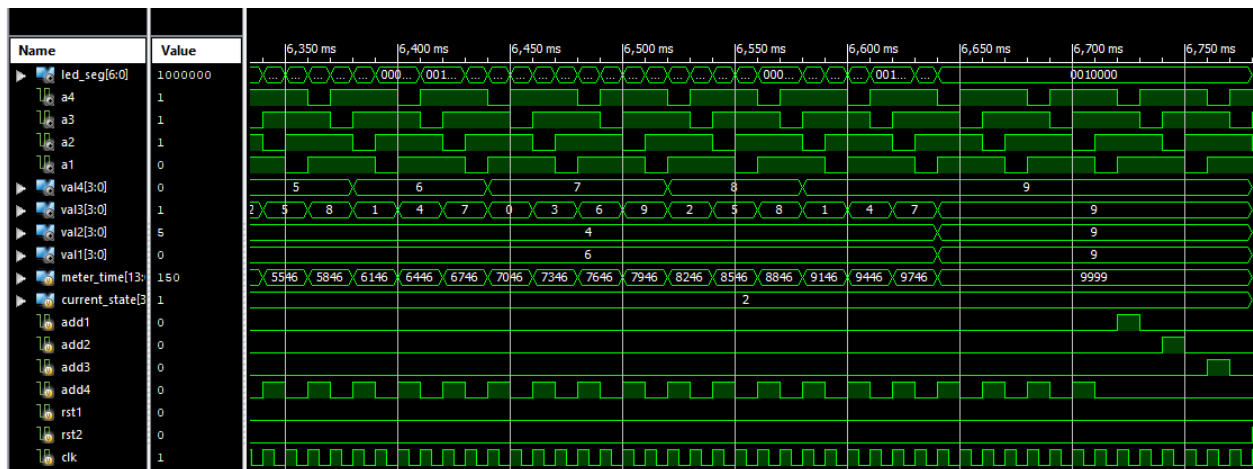 6,350 ms 6,400 ms 6,450 ms 6,500 ms 6,550 ms 6,600 ms 6,650 ms 6,700 ms 6,750 ms
Name Value
led_seg[6:0] 1000000 ... ... ... ... ... 000... 001... ... ... ... ... ... ... ... ... ... ... ... ... 000... ... ... ... 001... ... 0010000
a4 1
a3 1
a2 1
a1 0
val4[3:0] 0 5 6 7 8 9
val3[3:0] 1 2 5 8 1 4 7 0 3 6 9 2 5 8 1 4 7 9
val2[3:0] 5 4 9
val1[3:0] 0 6 9
meter_time[13: 150 5546 5846 6146 6446 6746 7046 7346 7646 7946 8246 8546 8846 9146 9446 9746 9999
current_state[3 1 2
add1 0
add2 0
add3 0
add4 0
rst1 0
rst2 0
clk 1